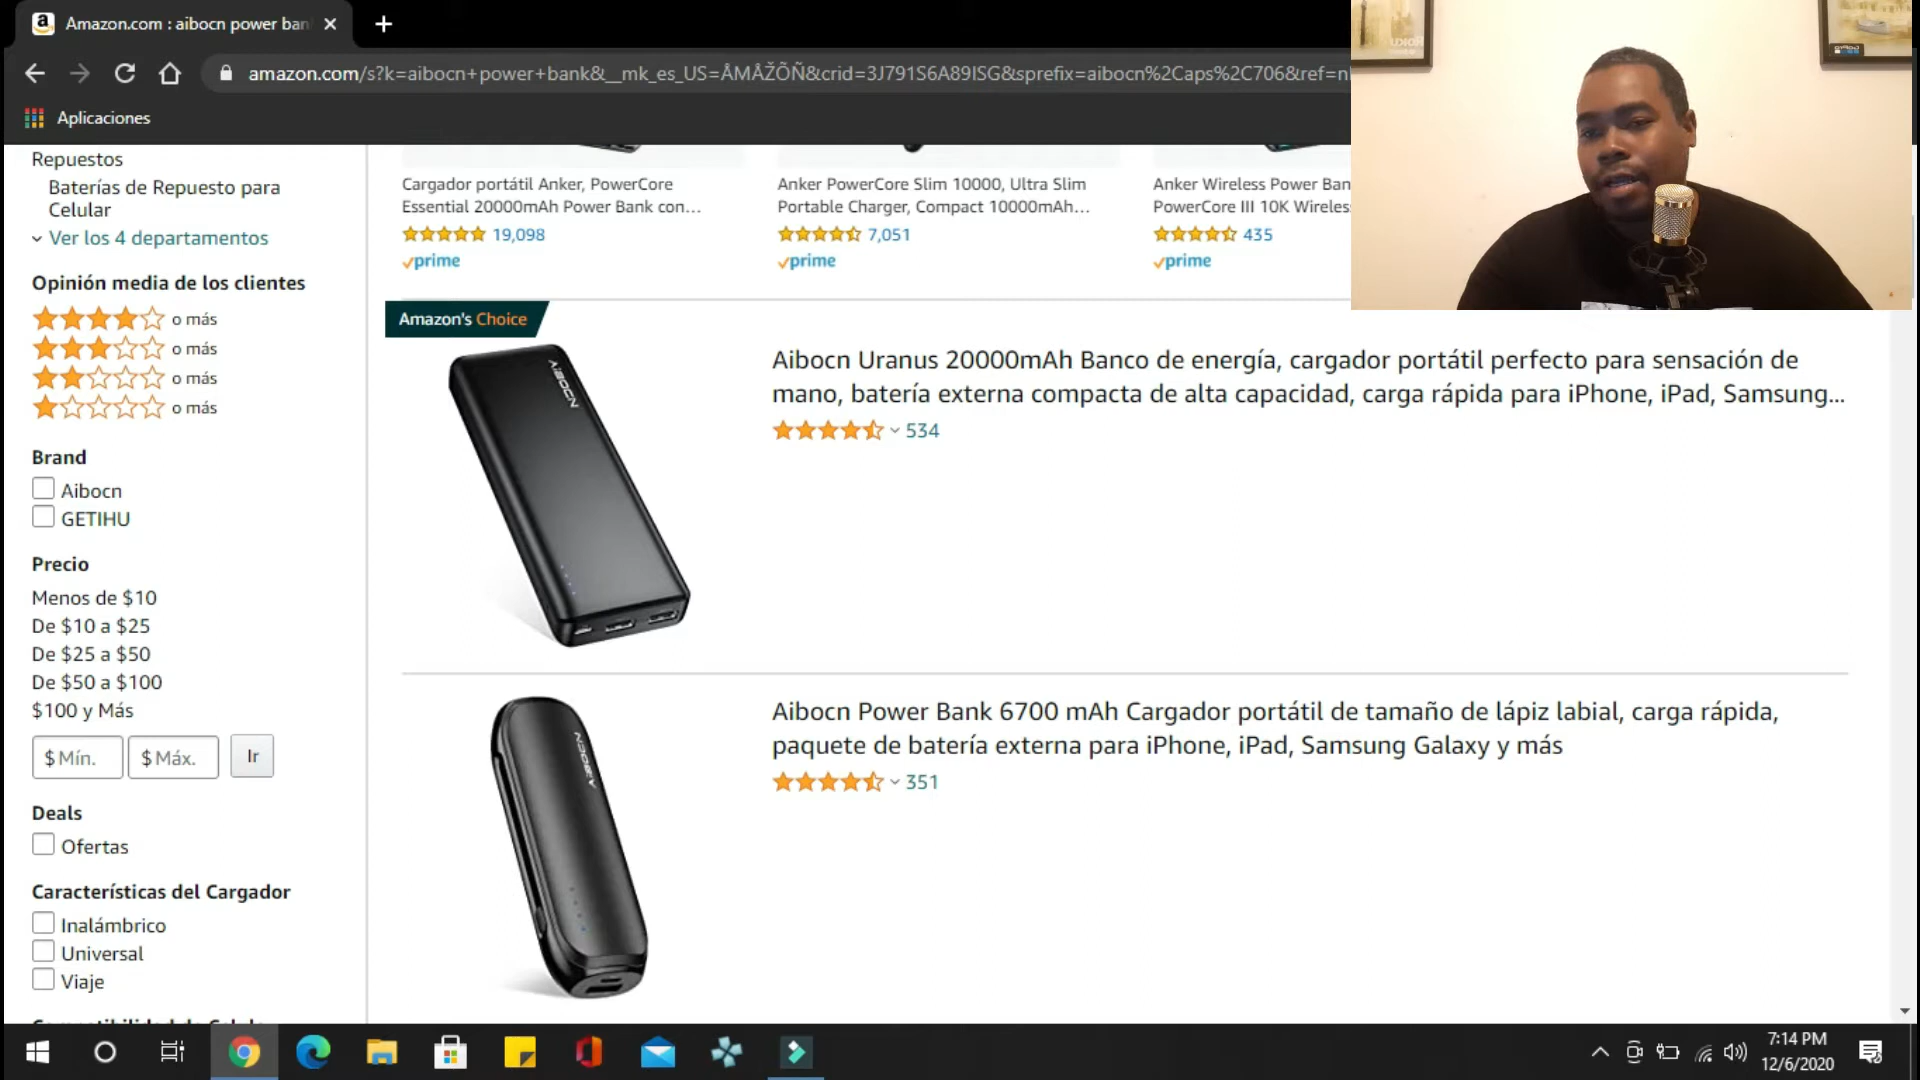 Amazon.com : aibocn power ban
amazon.com/s?k=aibocn+power+bank&__mk_es_US=ÅMÅŽÕÑ&crid=3J791S6A89ISG&sprefix=aibocn%2Caps%2C706&ref=n
Aplicaciones
Repuestos
Baterías de Repuesto para
Celular
Ver los 4 departamentos
Opinión media de los clientes
o más
o más
o más
o más
Brand
Aibocn
GETIHU
Precio
Menos de $10
De $10 a $25
De $25 a $50
De $50 a $100
$100 y Más
$ Mín. $ Máx. Ir
Deals
Ofertas
Características del Cargador
Inalámbrico
Universal
Viaje
Cargador portátil Anker, PowerCore
Essential 20000mAh Power Bank con...
19,098
prime
Anker PowerCore Slim 10000, Ultra Slim
Portable Charger, Compact 10000mAh...
7,051
prime
Anker Wireless Power Ban
PowerCore III 10K Wireless
435
prime
Amazon's Choice
AiBOCN
Aibocn Uranus 20000mAh Banco de energía, cargador portátil perfecto para sensación de
mano, batería externa compacta de alta capacidad, carga rápida para iPhone, iPad, Samsung...
534
AiBOCN
Aibocn Power Bank 6700 mAh Cargador portátil de tamaño de lápiz labial, carga rápida,
paquete de batería externa para iPhone, iPad, Samsung Galaxy y más
351
7:14 PM
12/6/2020